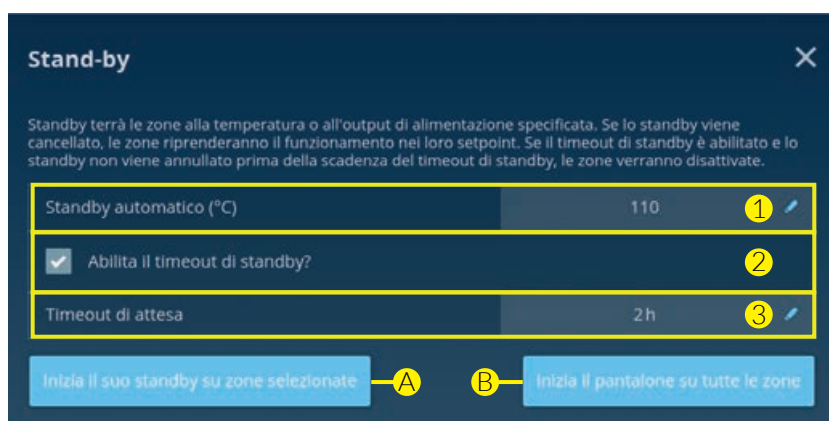 Stand-by
Standby terrà le zone alla temperatura o all'output di alimentazione specificata. Se lo standby viene
cancellato, le zone riprenderanno il funzionamento nei loro setpoint. Se il timeout di standby è abilitato e lo
standby non viene annullato prima della scadenza del timeout di standby, le zone verranno disattivate.
Standby automatico (°C) 110 1
Abilita il timeout di standby? 2
Timeout di attesa 2 h 3
Inizia il suo standby su zone selezionate A B Inizia il pantalone su tutte le zone